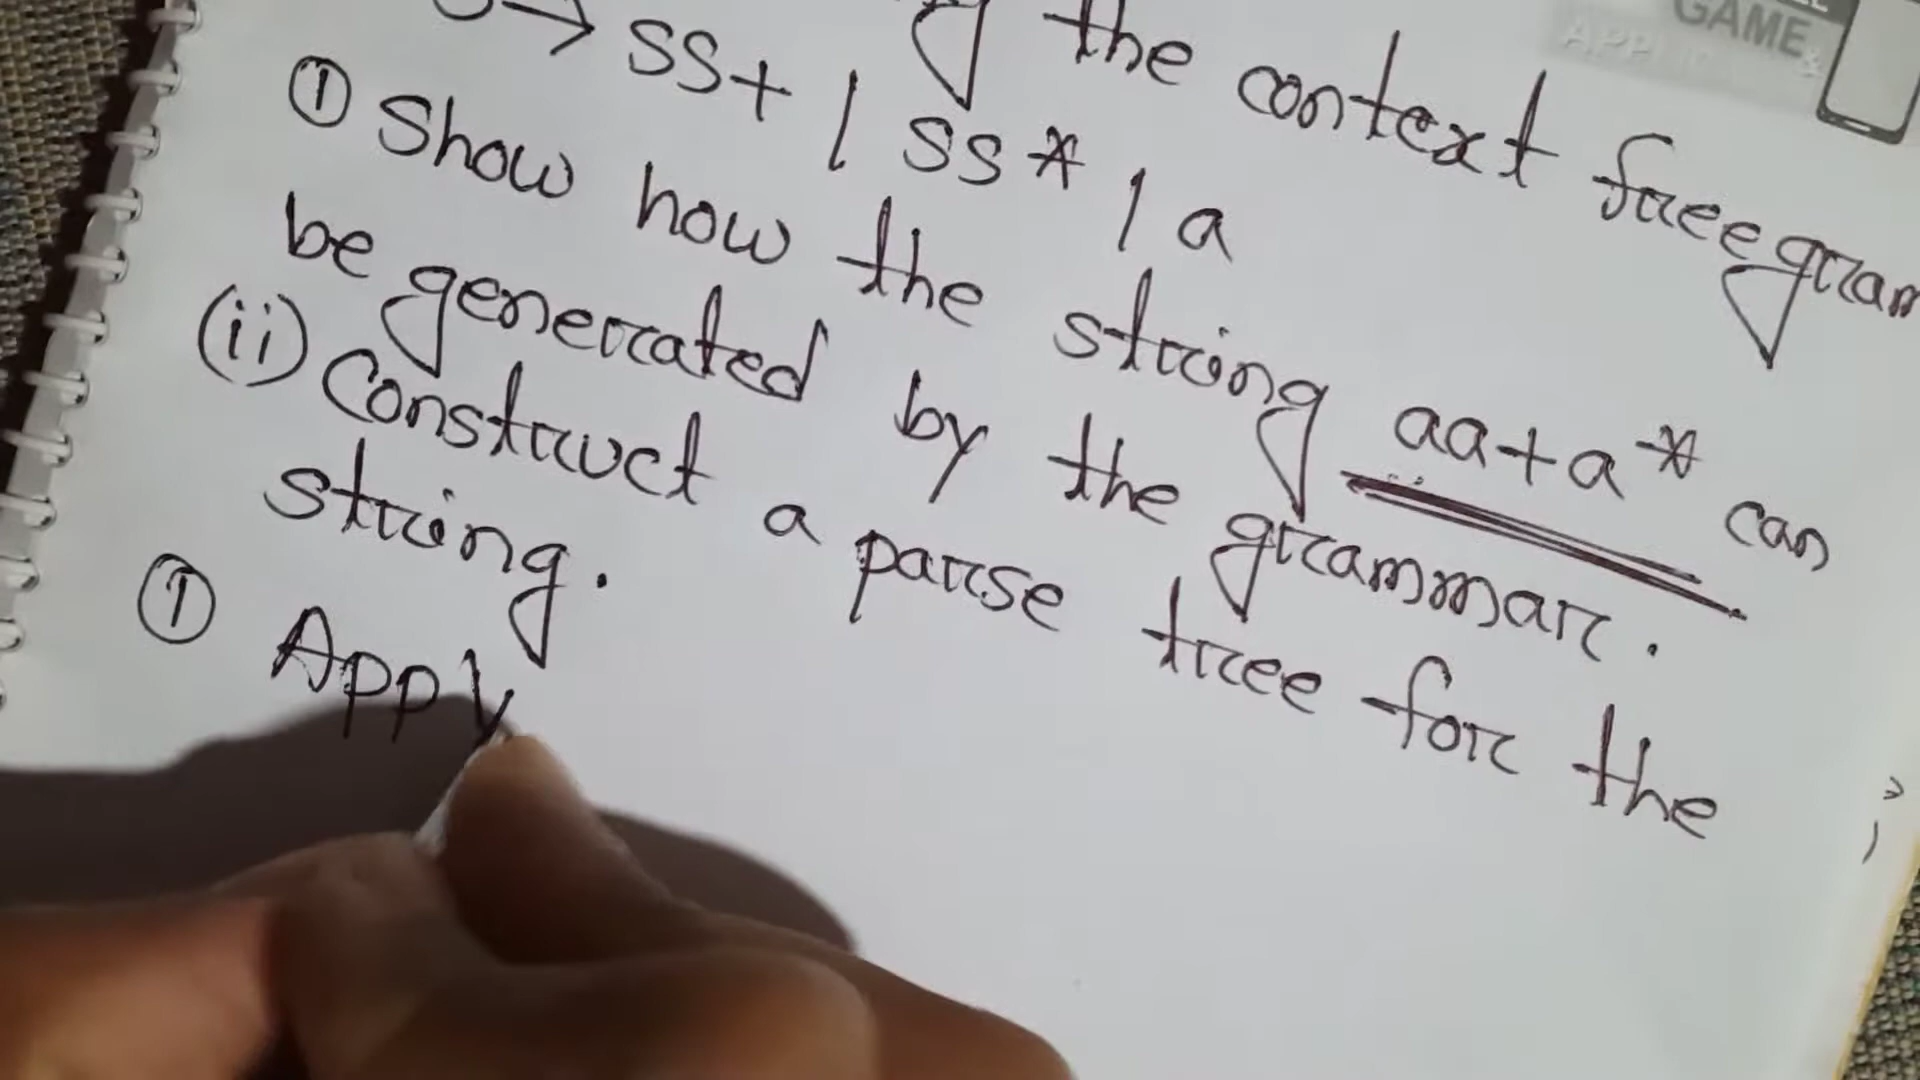 the context free gram
S → SS+ | SS* | a
① Show how the string aa+a* can
be generated by the grammar.
(ii) Construct a parse tree for the
string.
① Apply
GAME &